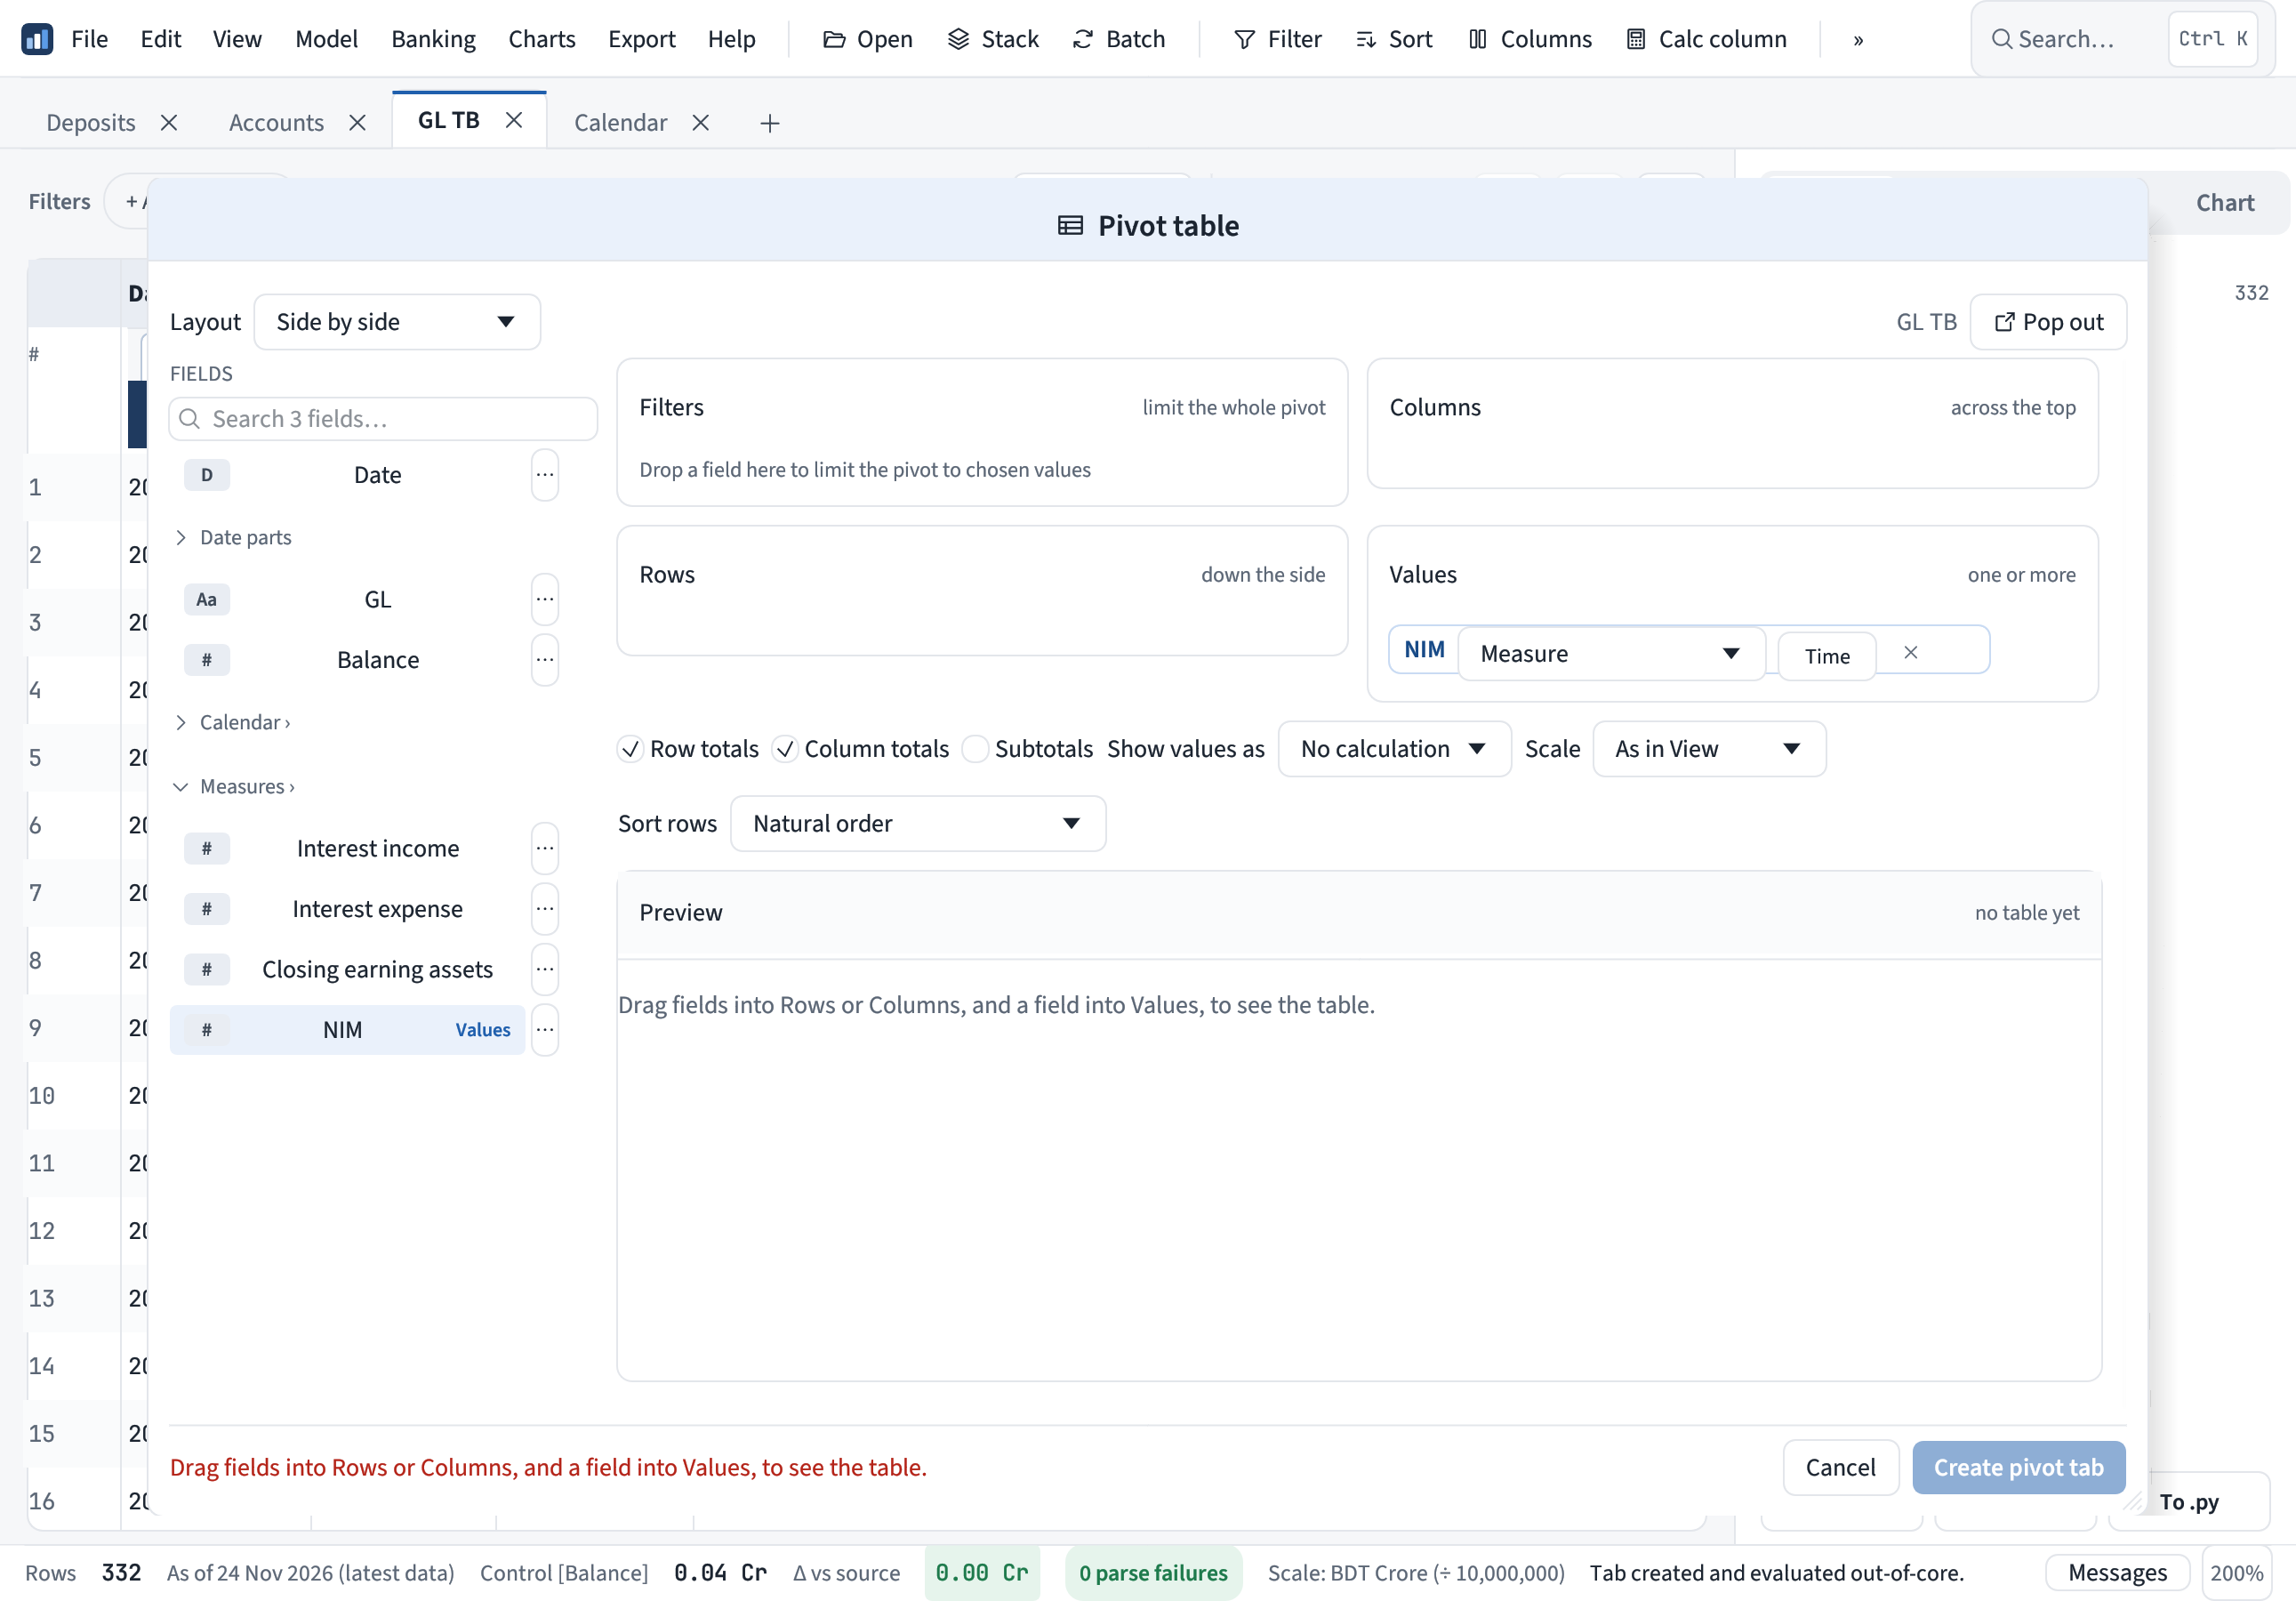 File Edit View Model Banking Charts Export Help Open Stack Batch Filter Sort Columns Calc column » Search… Ctrl K
Deposits Accounts GL TB Calendar
Filters
Pivot table
Chart
332
Layout Side by side GL TB Pop out
#
FIELDS
Search 3 fields…
D Date ...
Date parts
Aa GL ...
# Balance ...
Calendar ›
Measures ›
# Interest income ...
# Interest expense ...
# Closing earning assets ...
# NIM Values ...
Filters limit the whole pivot
Drop a field here to limit the pivot to chosen values
Columns across the top
Rows down the side
Values one or more
NIM Measure Time
Row totals Column totals Subtotals Show values as No calculation Scale As in View
Sort rows Natural order
Preview no table yet
Drag fields into Rows or Columns, and a field into Values, to see the table.
1
2
3
4
5
6
7
8
9
10
11
12
13
14
15
16
Drag fields into Rows or Columns, and a field into Values, to see the table. Cancel Create pivot tab
To .py
Rows 332 As of 24 Nov 2026 (latest data) Control [Balance] 0.04 Cr Δ vs source 0.00 Cr 0 parse failures Scale: BDT Crore (÷ 10,000,000) Tab created and evaluated out-of-core. Messages 200%